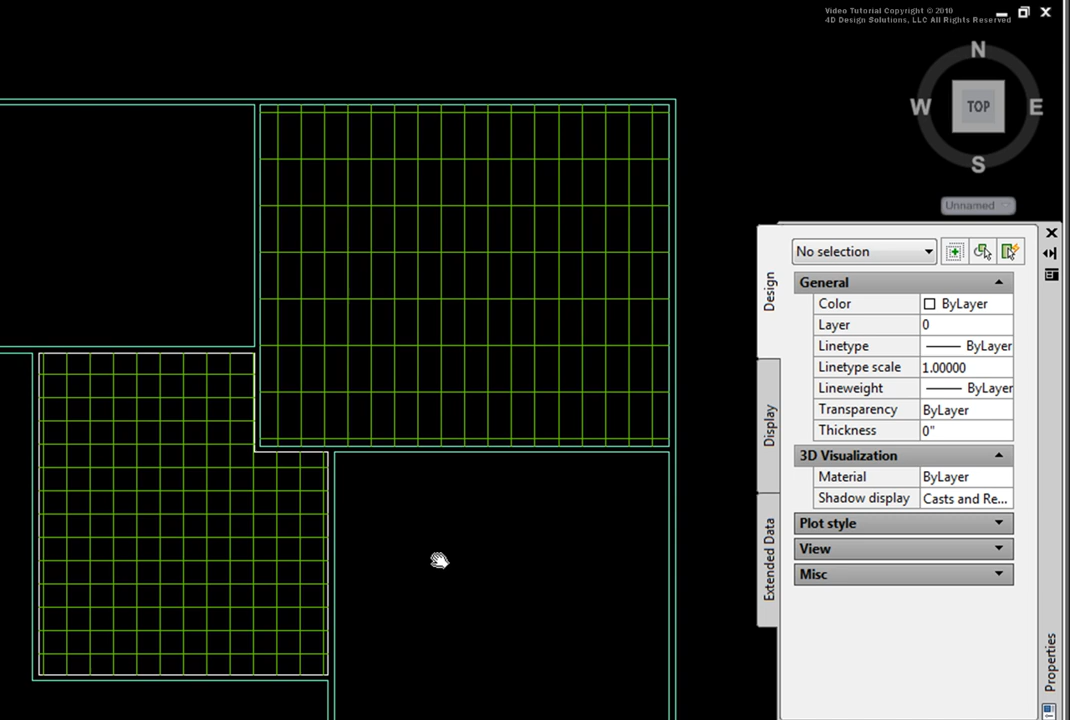 Video Tutorial Copyright © 2010
4D Design Solutions, LLC All Rights Reserved
N
W
TOP
E
S
Unnamed
No selection
General
Color ByLayer
Layer 0
Linetype ByLayer
Linetype scale 1.00000
Lineweight ByLayer
Transparency ByLayer
Thickness 0"
3D Visualization
Material ByLayer
Shadow display Casts and Re...
Plot style
View
Misc
Design
Display
Extended Data
Properties